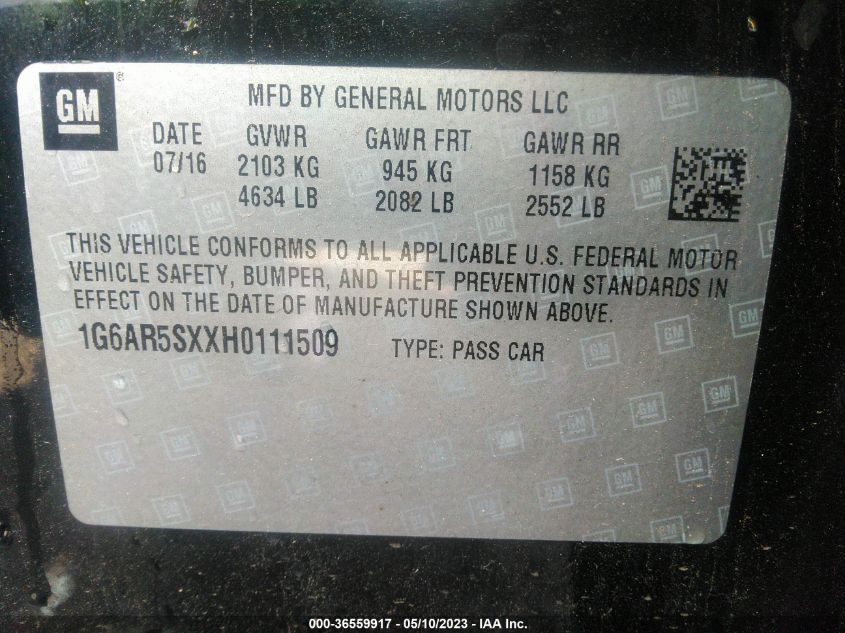 GM
MFD BY GENERAL MOTORS LLC
DATE GVWR GAWR FRT GAWR RR
07/16 2103 KG 945 KG 1158 KG
4634 LB 2082 LB 2552 LB
THIS VEHICLE CONFORMS TO ALL APPLICABLE U.S. FEDERAL MOTOR
VEHICLE SAFETY, BUMPER, AND THEFT PREVENTION STANDARDS IN
EFFECT ON THE DATE OF MANUFACTURE SHOWN ABOVE.
1G6AR5SXXH0111509 TYPE: PASS CAR
000-36559917 - 05/10/2023 - IAA Inc.